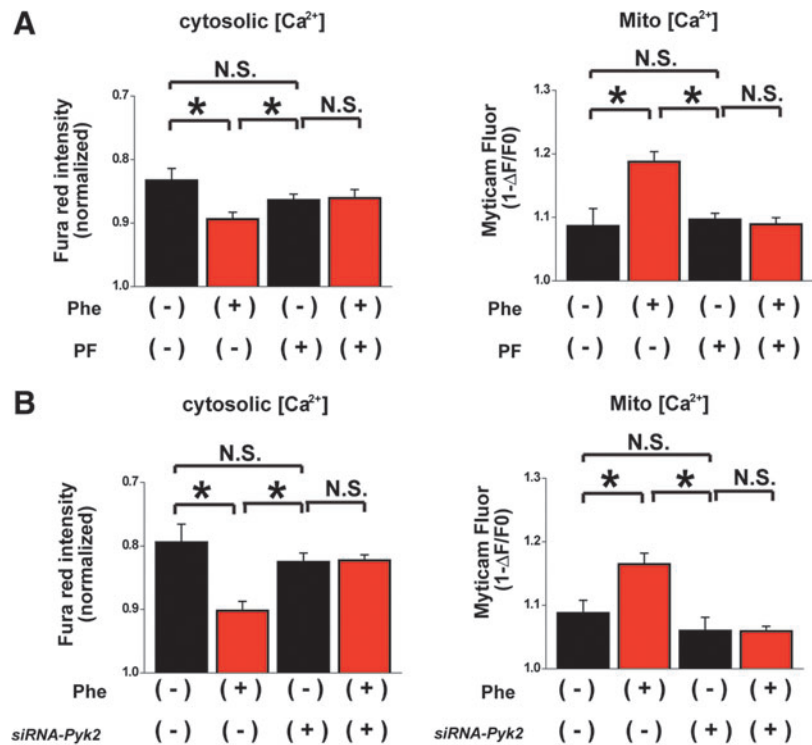 A
cytosolic [Ca²⁺]
N.S.
* * N.S.
0.7
0.8
0.9
1.0
Fura red intensity
(normalized)
Phe (-) (+) (-) (+)
PF (-) (-) (+) (+)
Mito [Ca²⁺]
N.S.
* * N.S.
1.3
1.2
1.1
1.0
Myticam Fluor
(1-ΔF/F0)
(-) (+) (-) (+)
(-) (-) (+) (+)
B
cytosolic [Ca²⁺]
N.S.
* * N.S.
0.7
0.8
0.9
1.0
Fura red intensity
(normalized)
Phe (-) (+) (-) (+)
siRNA-Pyk2 (-) (-) (+) (+)
Mito [Ca²⁺]
N.S.
* * N.S.
1.3
1.2
1.1
1.0
Myticam Fluor
(1-ΔF/F0)
Phe (-) (+) (-) (+)
siRNA-Pyk2 (-) (-) (+) (+)